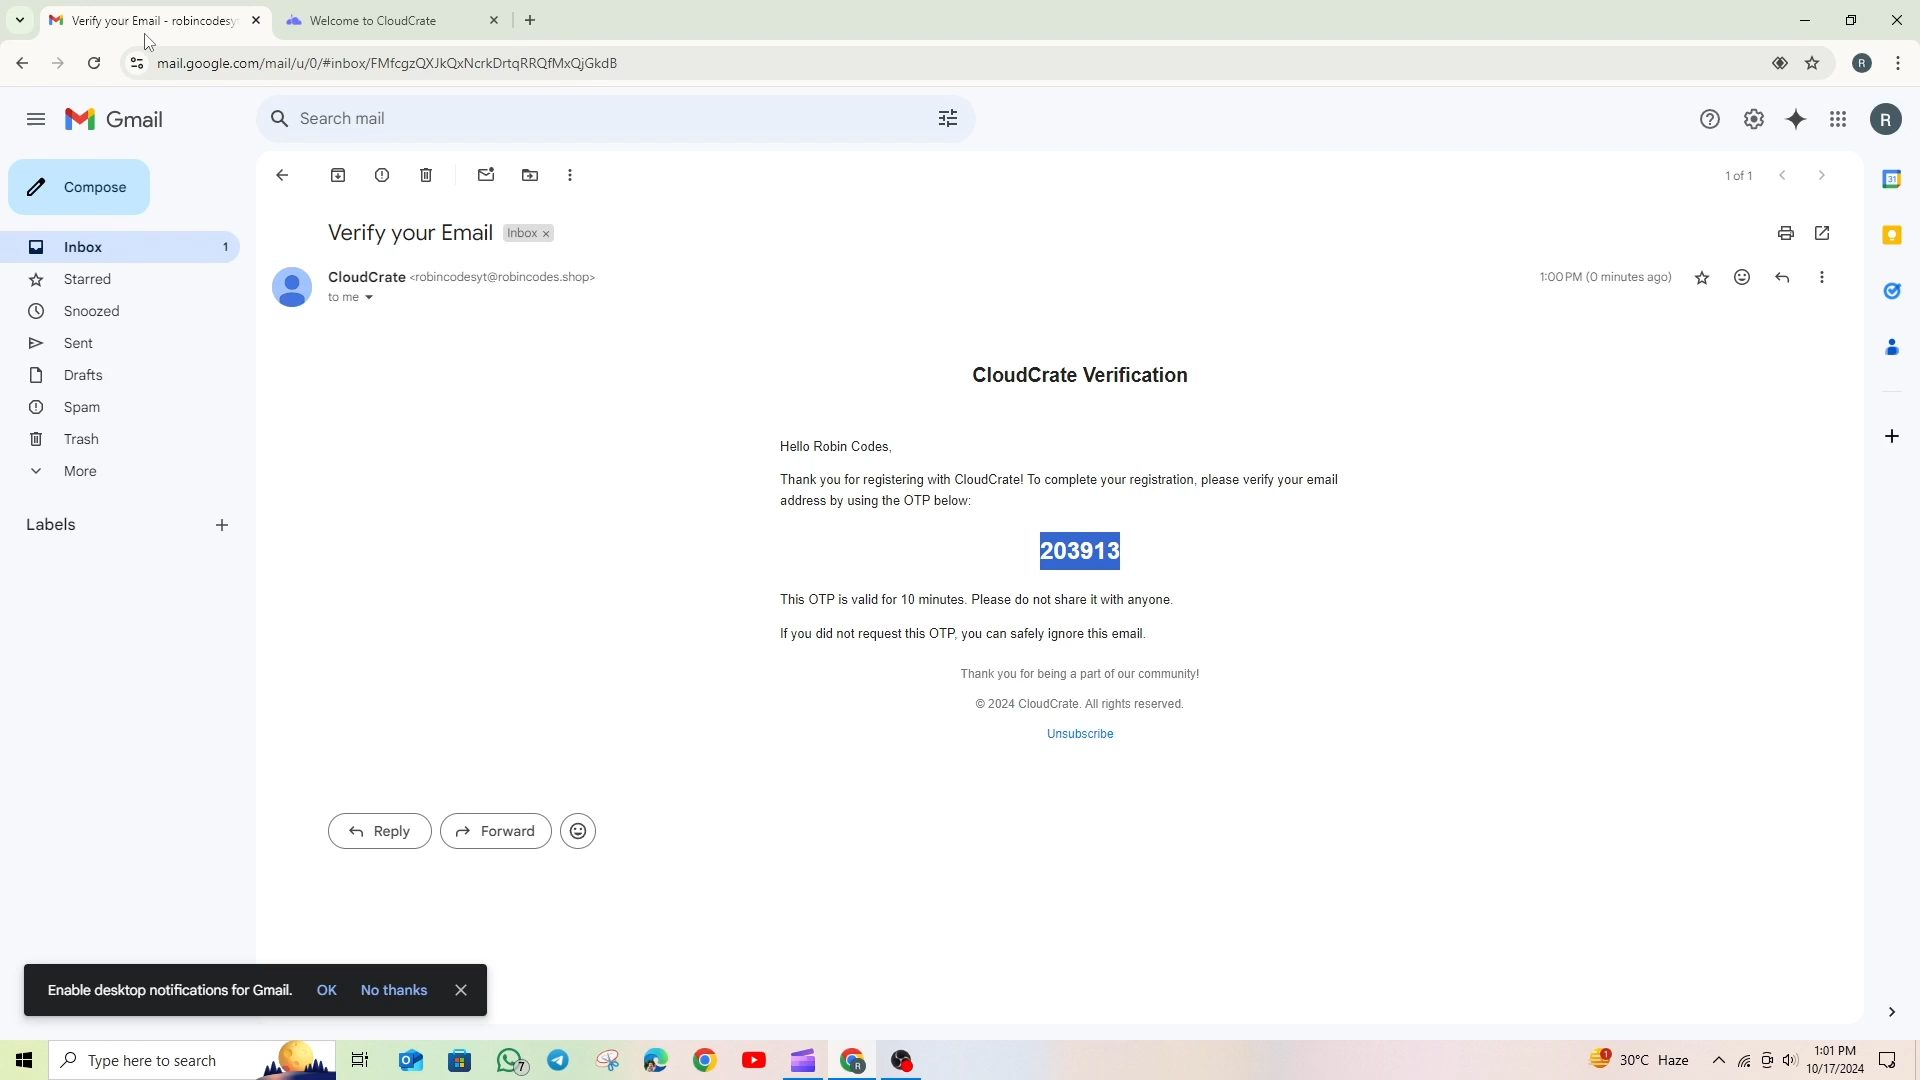 Verify your Email - robincodesy
Welcome to CloudCrate
mail.google.com/mail/u/0/#inbox/FMfcgzQXJkQxNcrkDrtqRRQfMxQjGkdB
R
Gmail
Search mail
R
Compose
1 of 1
31
Verify your Email
Inbox ×
Inbox 1
Starred
CloudCrate <robincodesyt@robincodes.shop>
1:00 PM (0 minutes ago)
to me
Snoozed
Sent
Drafts
CloudCrate Verification
Spam
Trash
Hello Robin Codes,
More
Thank you for registering with CloudCrate! To complete your registration, please verify your email
address by using the OTP below:
Labels
203913
This OTP is valid for 10 minutes. Please do not share it with anyone.
If you did not request this OTP, you can safely ignore this email.
Thank you for being a part of our community!
© 2024 CloudCrate. All rights reserved.
Unsubscribe
Reply
Forward
Enable desktop notifications for Gmail. OK No thanks
Type here to search
7
R
1
30°C Haze
1:01 PM
10/17/2024